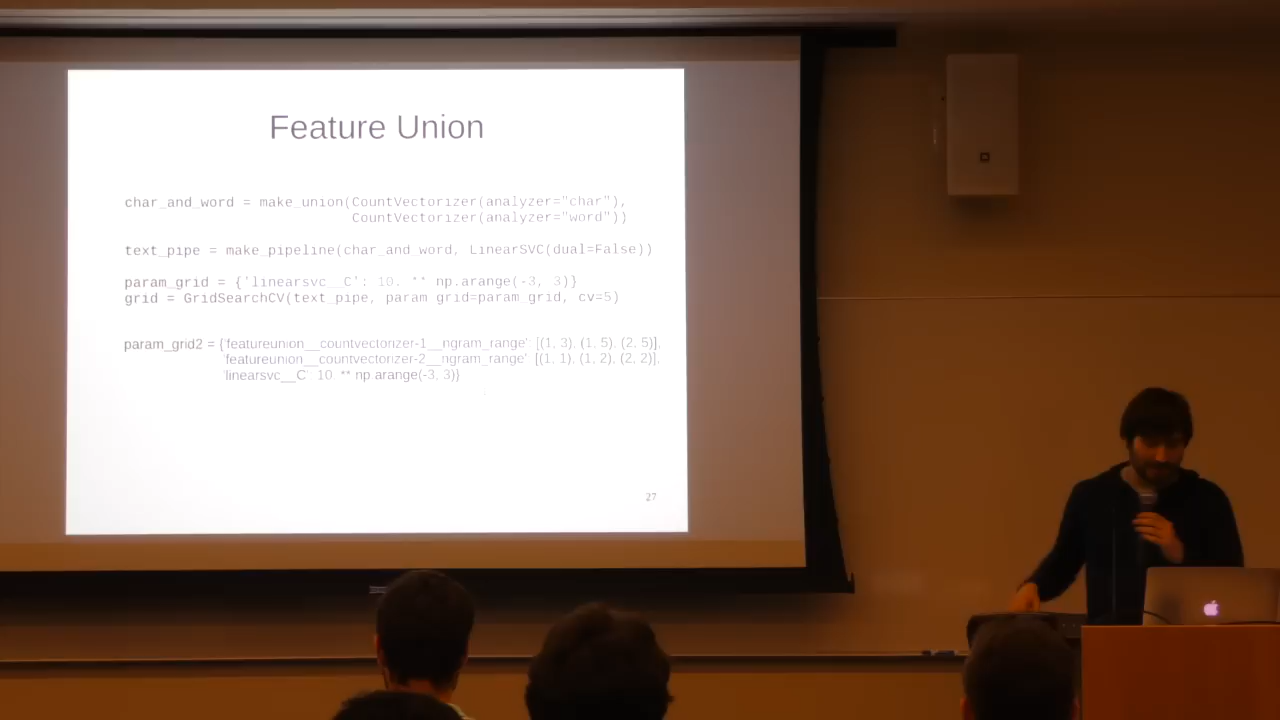 Feature Union
char_and_word = make_union(CountVectorizer(analyzer="char"),
CountVectorizer(analyzer="word"))
text_pipe = make_pipeline(char_and_word, LinearSVC(dual=False))
param_grid = {'linearsvc__C': 10. ** np.arange(-3, 3)}
grid = GridSearchCV(text_pipe, param_grid=param_grid, cv=5)
param_grid2 = {'featureunion__countvectorizer-1__ngram_range': [(1, 3), (1, 5), (2, 5)],
'featureunion__countvectorizer-2__ngram_range': [(1, 1), (1, 2), (2, 2)],
'linearsvc__C': 10. ** np.arange(-3, 3)}
27